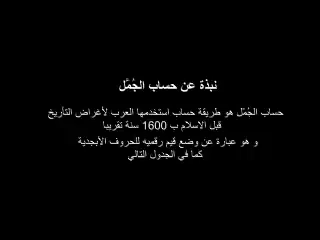 نبذة عن حساب الجُمَّل
حساب الجُمّل هو طريقة حساب استخدمها العرب لأغراض التأريخ
قبل الاسلام ب 1600 سنة تقريبا
و هو عبارة عن وضع قيم رقميه للحروف الأبجدية
كما في الجدول التالي